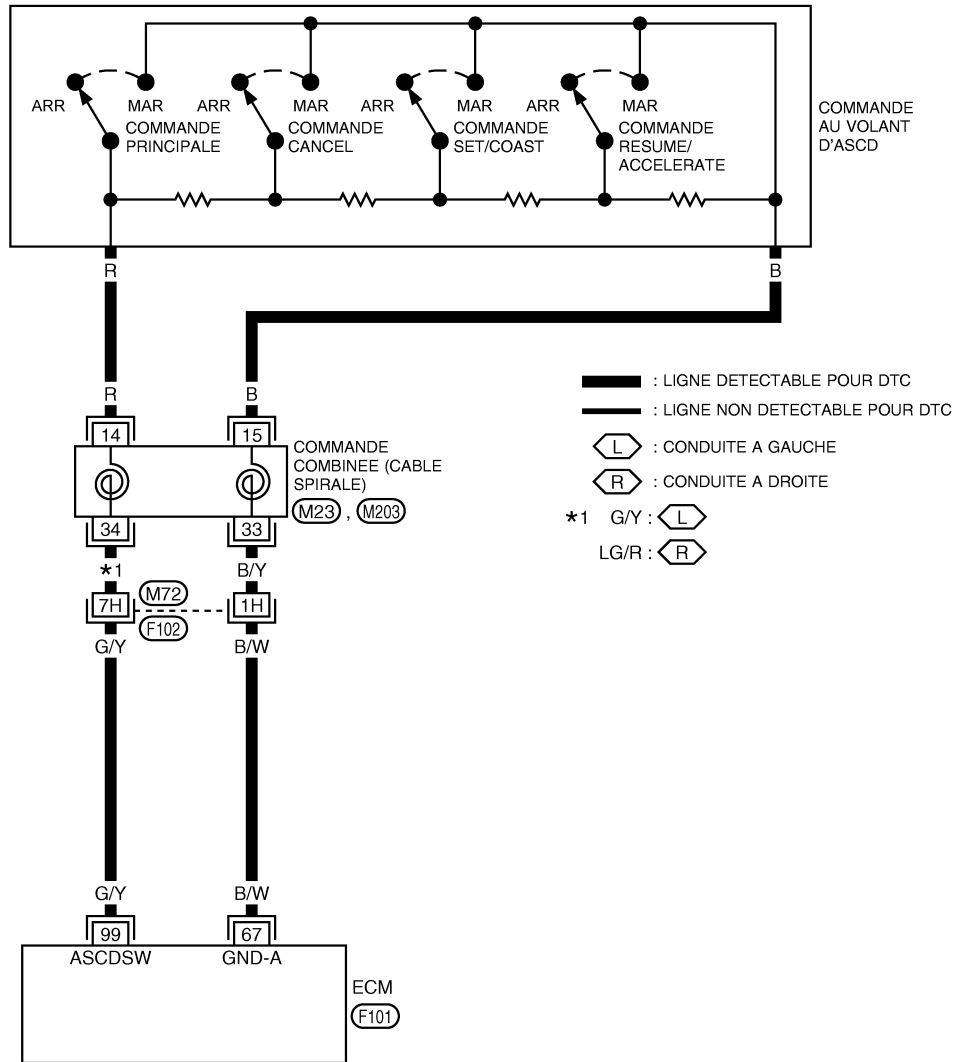 ARR MAR ARR MAR ARR MAR ARR MAR
COMMANDE
PRINCIPALE
COMMANDE
CANCEL
COMMANDE
SET/COAST
COMMANDE
RESUME/
ACCELERATE
COMMANDE
AU VOLANT
D'ASCD
R B
R B
14 15
COMMANDE
COMBINEE (CABLE
SPIRALE)
M23 , M203
34 33
*1 B/Y
7H M72 1H
F102
G/Y B/W
: LIGNE DETECTABLE POUR DTC
: LIGNE NON DETECTABLE POUR DTC
L : CONDUITE A GAUCHE
R : CONDUITE A DROITE
*1 G/Y : L
LG/R : R
G/Y B/W
99 67
ASCDSW GND-A
ECM
F101